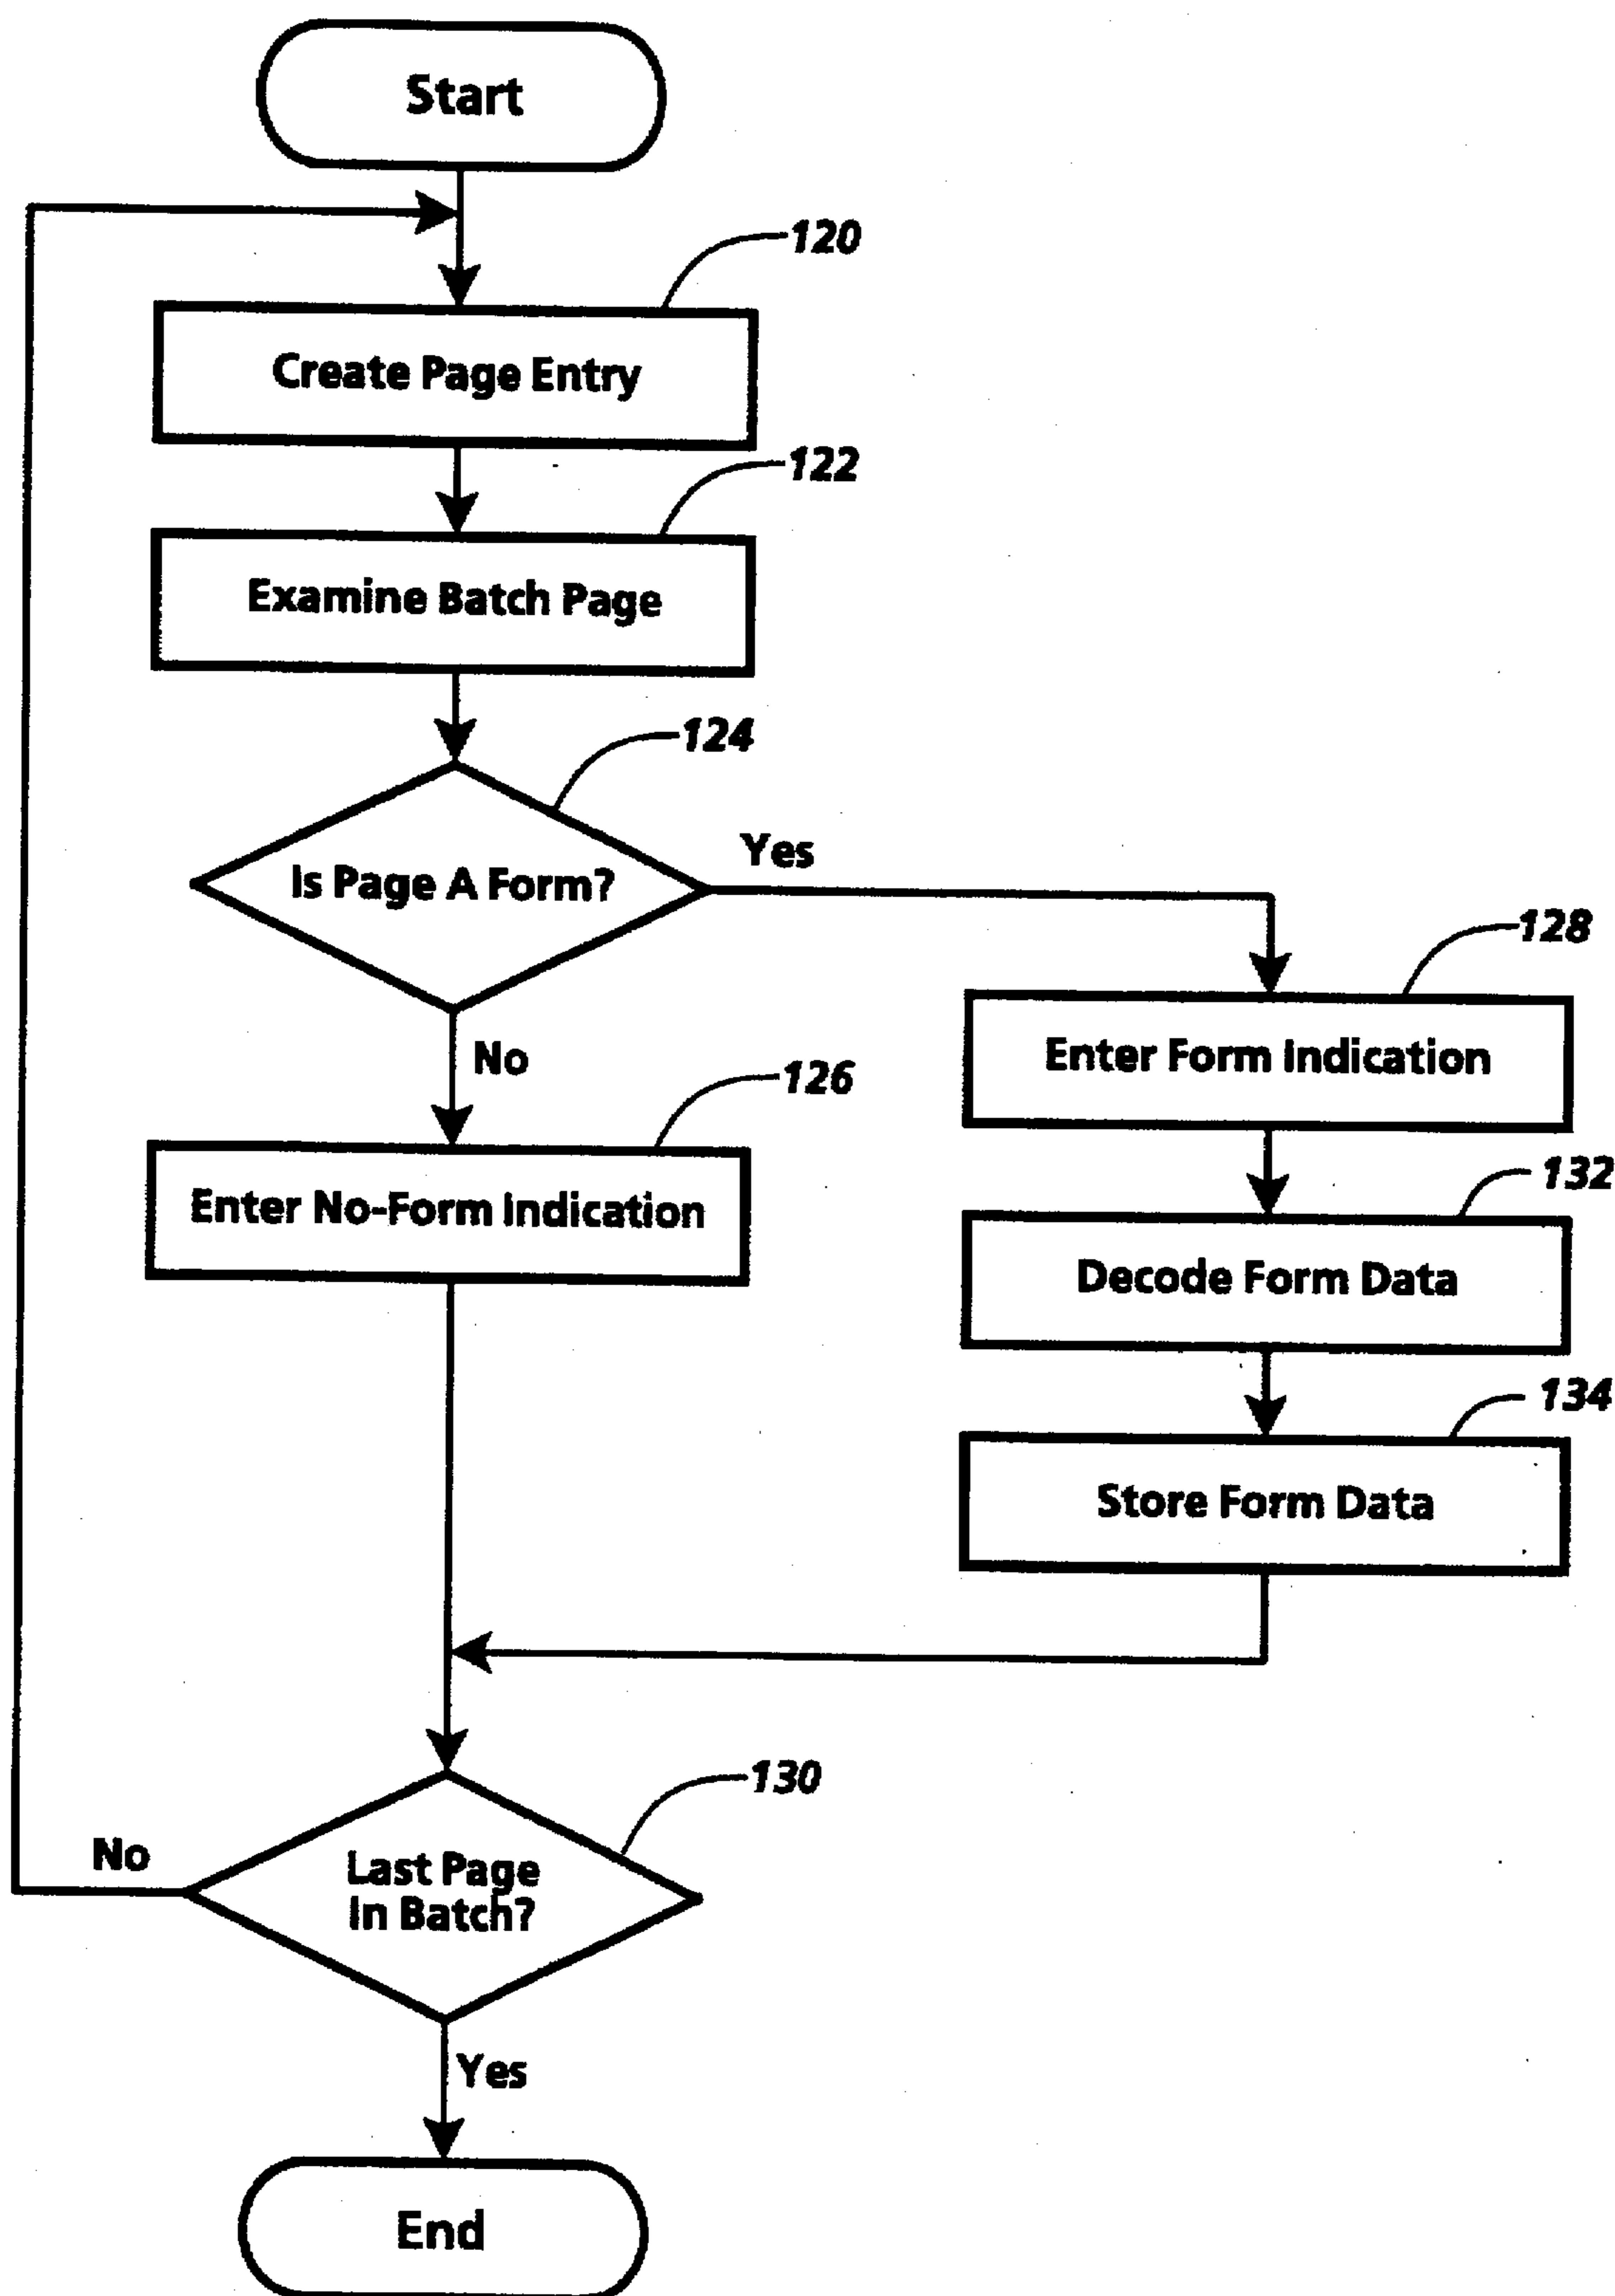 Start
120
Create Page Entry
122
Examine Batch Page
124
Is Page A Form?
Yes
128
Enter Form Indication
No
126
Enter No-Form Indication
132
Decode Form Data
134
Store Form Data
130
Last Page
In Batch?
No
Yes
End